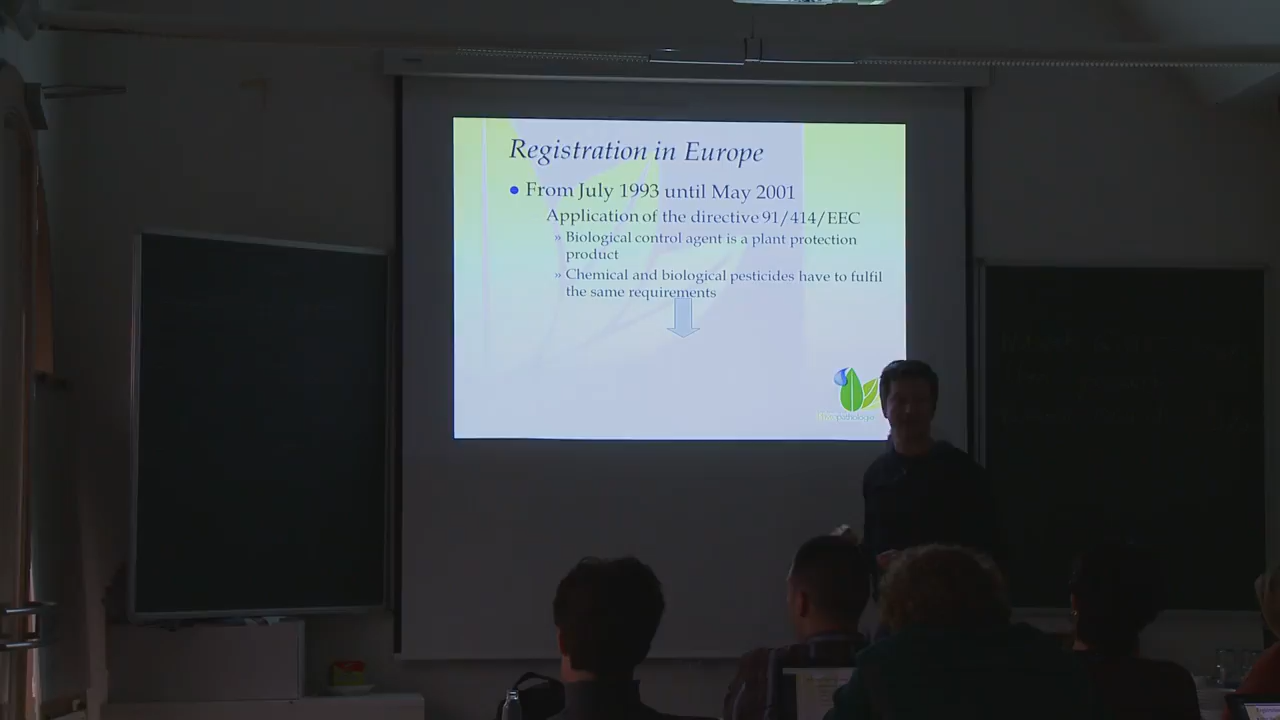 Registration in Europe
• From July 1993 until May 2001
Application of the directive 91/414/EEC
» Biological control agent is a plant protection
product
» Chemical and biological pesticides have to fulfil
the same requirements